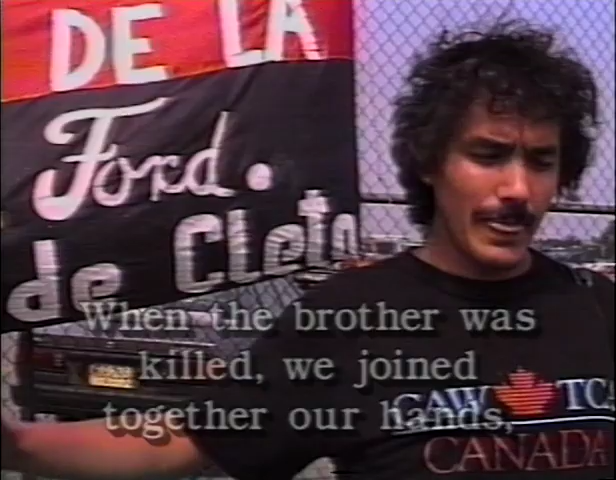 DE LA
Ford.
de Cleto
When the brother was
killed, we joined
together our hands,
CAW TCA
CANADA